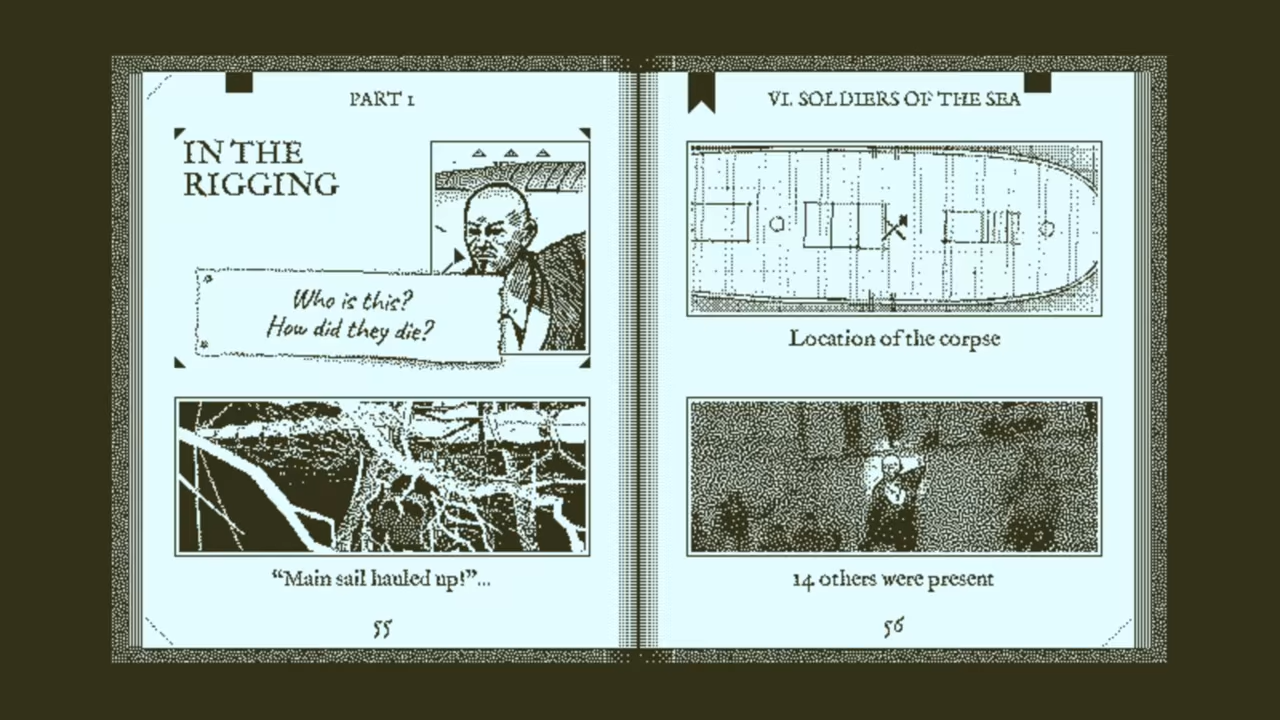 PART 1
IN THE
RIGGING
Who is this?
How did they die?
“Main sail hauled up!”...
55
VI. SOLDIERS OF THE SEA
Location of the corpse
14 others were present
56